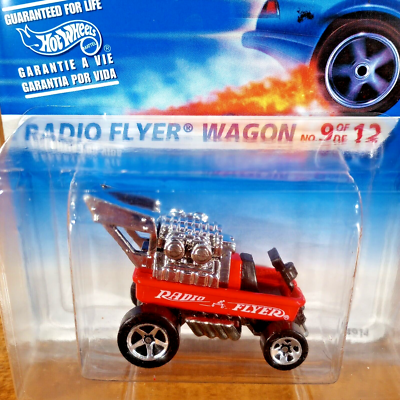 GUARANTEED FOR LIFE
Hot Wheels
MATTEL
GARANTIE A VIE
GARANTIA POR VIDA
RADIO FLYER® WAGON NO. 9 OF DE 12
RADIO FLYER®